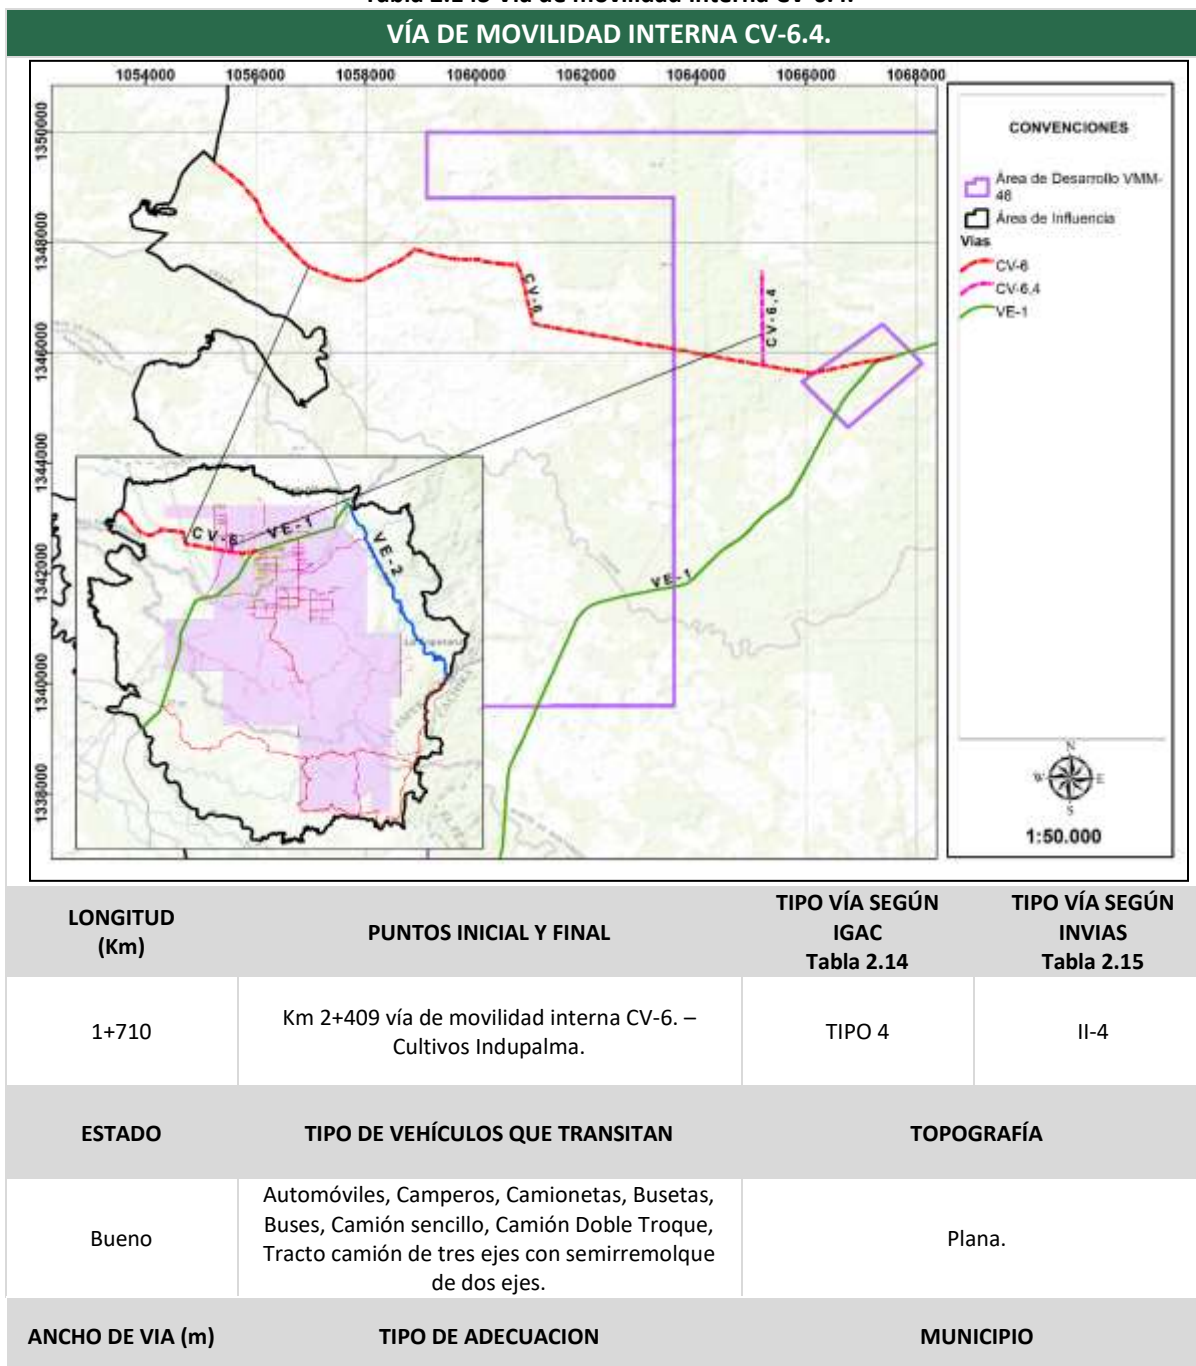 VÍA DE MOVILIDAD INTERNA CV-6.4.
1054000 1056000 1058000 1060000 1062000 1064000 1066000 1068000
1350000
1348000
1346000
1344000
1342000
1340000
1338000
CV-6
CV-6,4
VE-1
CV-6
VE-1
VE-2
CONVENCIONES
Área de Desarrollo VMM-
46
Área de Influencia
Vías
CV-6
CV-6,4
VE-1
N
W E
S
1:50.000
LONGITUD
(Km)
PUNTOS INICIAL Y FINAL
TIPO VÍA SEGÚN
IGAC
Tabla 2.14
TIPO VÍA SEGÚN
INVIAS
Tabla 2.15
1+710
Km 2+409 vía de movilidad interna CV-6. –
Cultivos Indupalma.
TIPO 4
II-4
ESTADO
TIPO DE VEHÍCULOS QUE TRANSITAN
TOPOGRAFÍA
Bueno
Automóviles, Camperos, Camionetas, Busetas,
Buses, Camión sencillo, Camión Doble Troque,
Tracto camión de tres ejes con semirremolque
de dos ejes.
Plana.
ANCHO DE VIA (m)
TIPO DE ADECUACION
MUNICIPIO